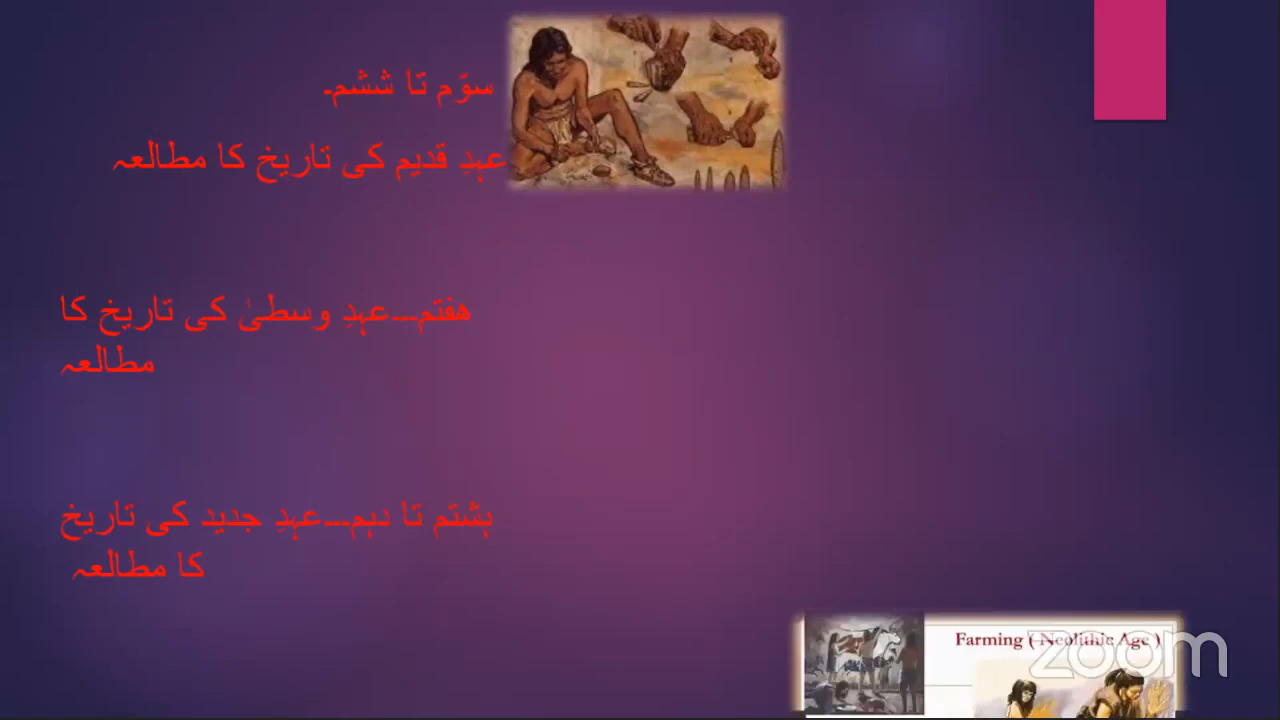 سوّم تا ششم۔
عہدِ قدیم کی تاریخ کا مطالعہ
ھفتم۔۔۔عہدِ وسطیٰ کی تاریخ کا
مطالعہ
ہشتم تا دہم۔۔۔عہدِ جدید کی تاریخ
کا مطالعہ
Farming ( Neolithic Age )
zoom